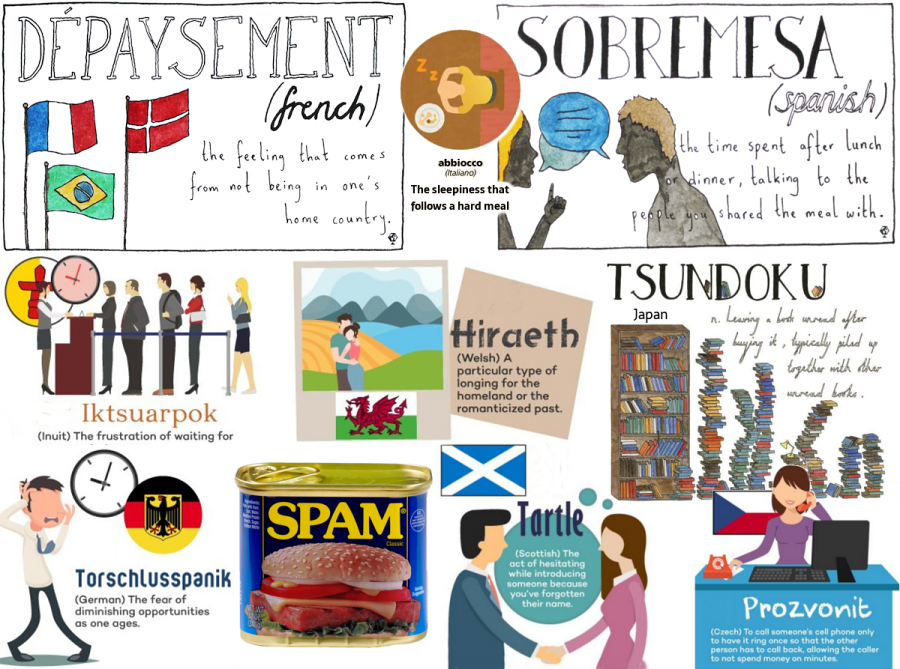 DÉPAYSEMENT
(french)
the feeling that comes
from not being in one's
home country.
Z
Z
abbiocco
(Italiano)
The sleepiness that
follows a hard meal
SOBREMESA
(spanish)
the time spent after lunch
or dinner, talking to the
people you shared the meal with.
Iktsuarpok
(Inuit) The frustration of waiting for
Hiraeth
(Welsh) A
particular type of
longing for the
homeland or the
romanticized past.
TSUNDOKU
Japan
n. Leaving a book unread after
buying it, typically piled up
together with other
unread books.
Torschlusspanik
(German) The fear of
diminishing opportunities
as one ages.
SPAM®
Classic
Tartle
(Scottish) The
act of hesitating
while introducing
someone because
you've forgotten
their name.
Prozvonit
(Czech) To call someone's cell phone only
to have it ring once so that the other
person has to call back, allowing the caller
to not spend money on minutes.